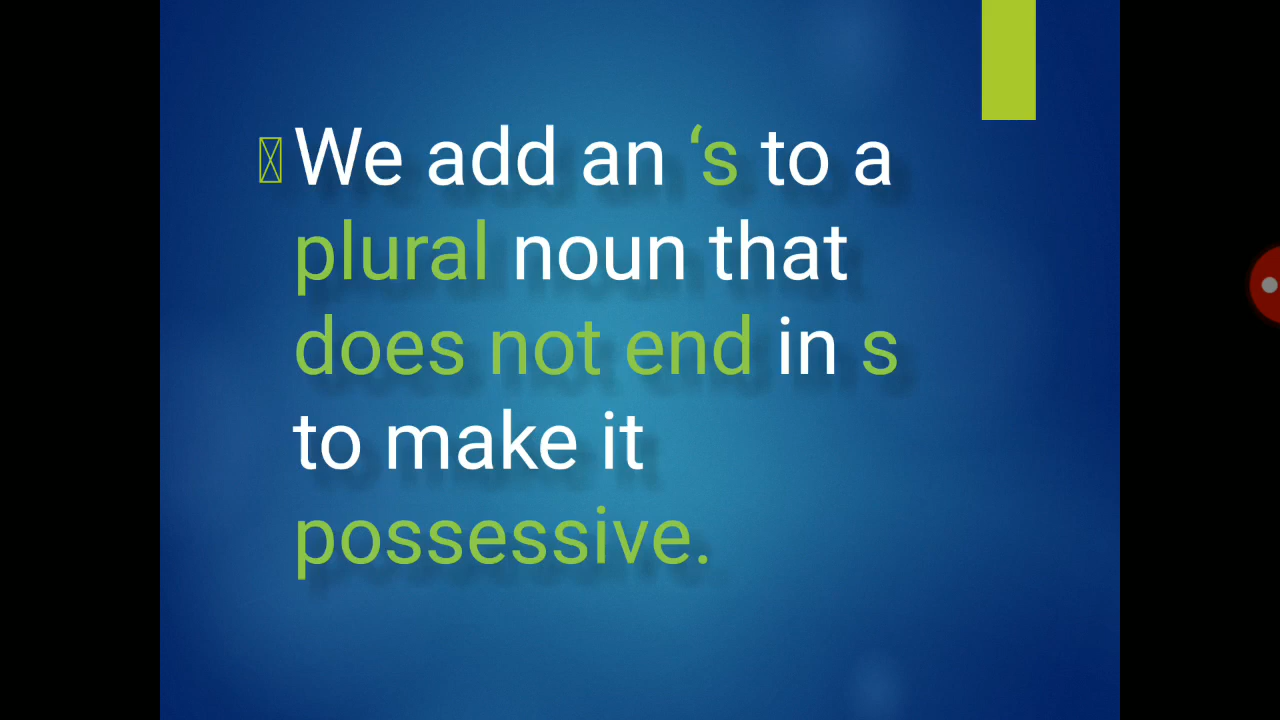 We add an ‘s to a
plural noun that
does not end in s
to make it
possessive.